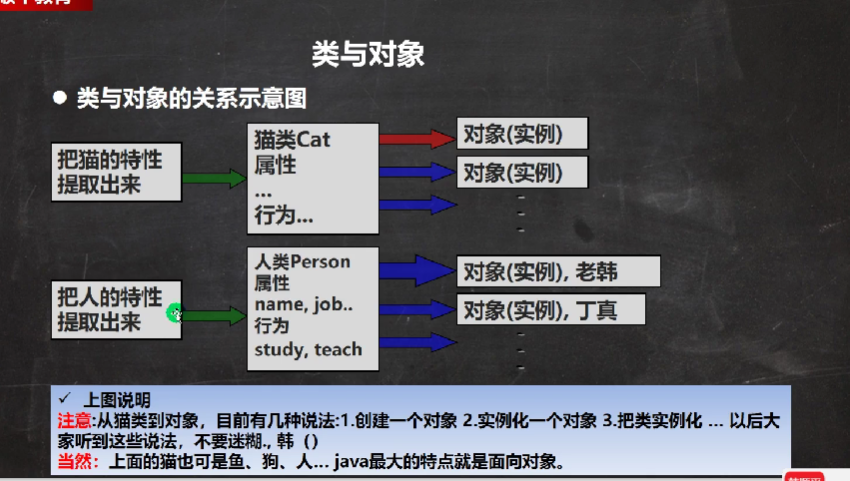 类与对象
类与对象的关系示意图
把猫的特性
提取出来
猫类Cat
属性
...
行为...
对象(实例)
对象(实例)
把人的特性
提取出来
人类Person
属性
name, job..
行为
study, teach
对象(实例), 老韩
对象(实例), 丁真
✓ 上图说明
注意:从猫类到对象，目前有几种说法:1.创建一个对象 2.实例化一个对象 3.把类实例化 ... 以后大
家听到这些说法，不要迷糊., 韩（）
当然：上面的猫也可是鱼、狗、人... java最大的特点就是面向对象。